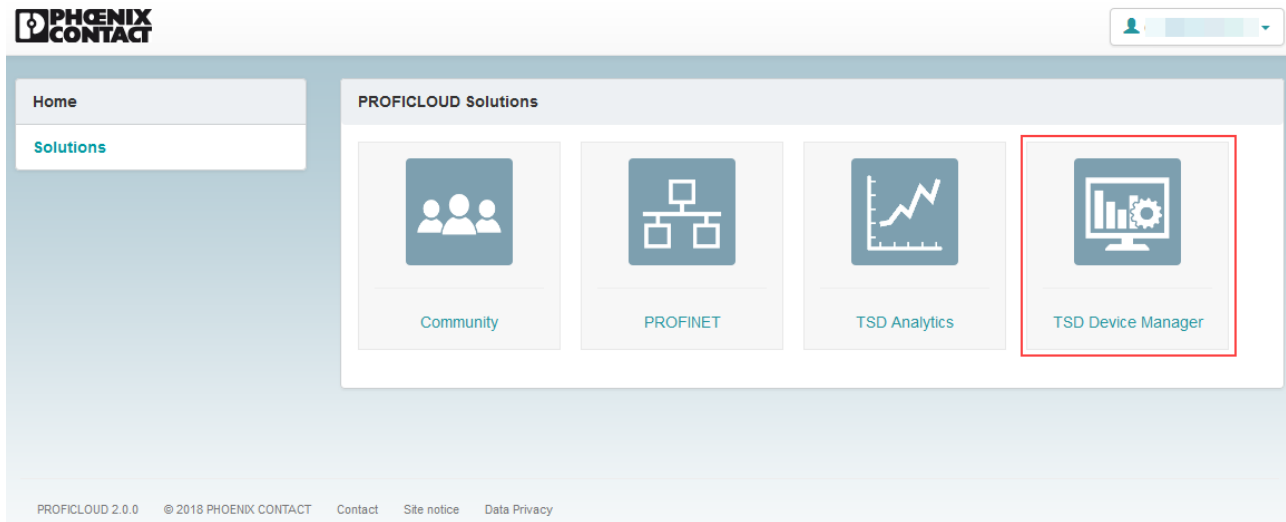 PHŒNIX
CONTACT
Home
Solutions
PROFICLOUD Solutions
Community
PROFINET
TSD Analytics
TSD Device Manager
PROFICLOUD 2.0.0 © 2018 PHOENIX CONTACT Contact Site notice Data Privacy